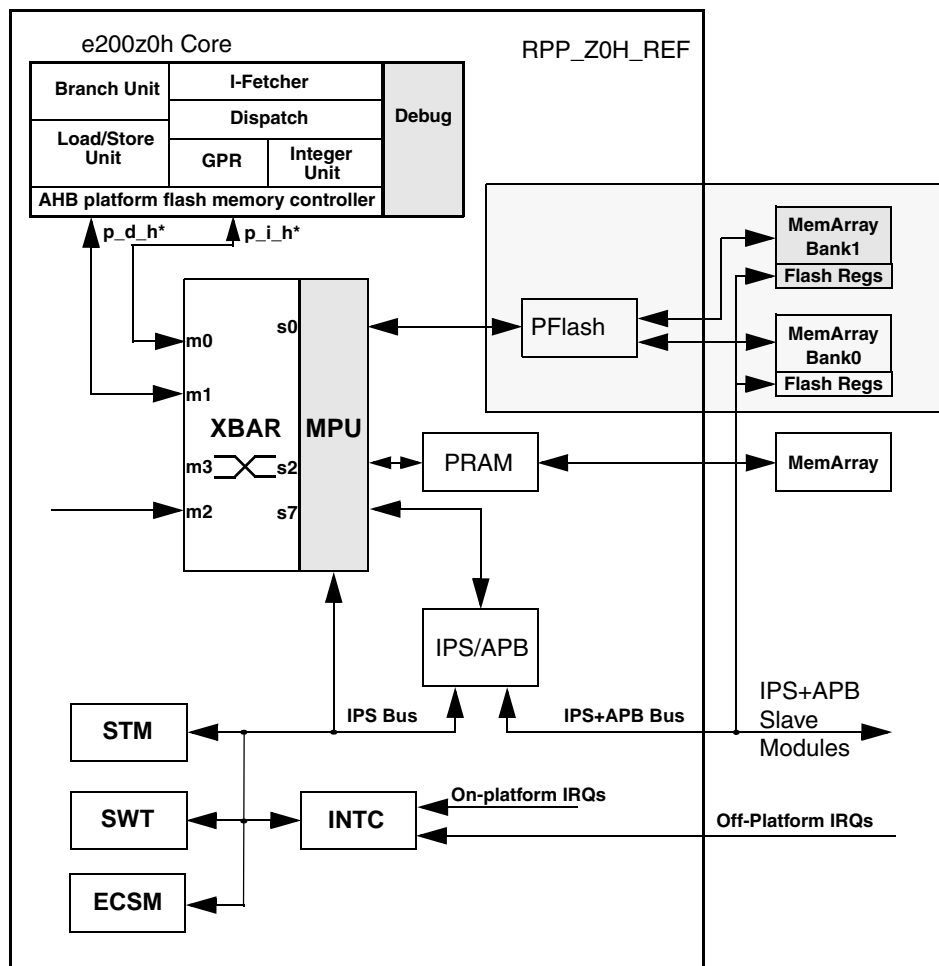 e200z0h Core
RPP_Z0H_REF
Branch Unit
I-Fetcher
Dispatch
Debug
Load/Store
Unit
GPR
Integer
Unit
AHB platform flash memory controller
p_d_h*
p_i_h*
MemArray
Bank1
Flash Regs
PFlash
MemArray
Bank0
Flash Regs
m0
s0
m1
XBAR
MPU
m3
s2
m2
s7
PRAM
MemArray
IPS/APB
IPS Bus
IPS+APB Bus
IPS+APB
Slave
Modules
STM
SWT
INTC
On-platform IRQs
Off-Platform IRQs
ECSM